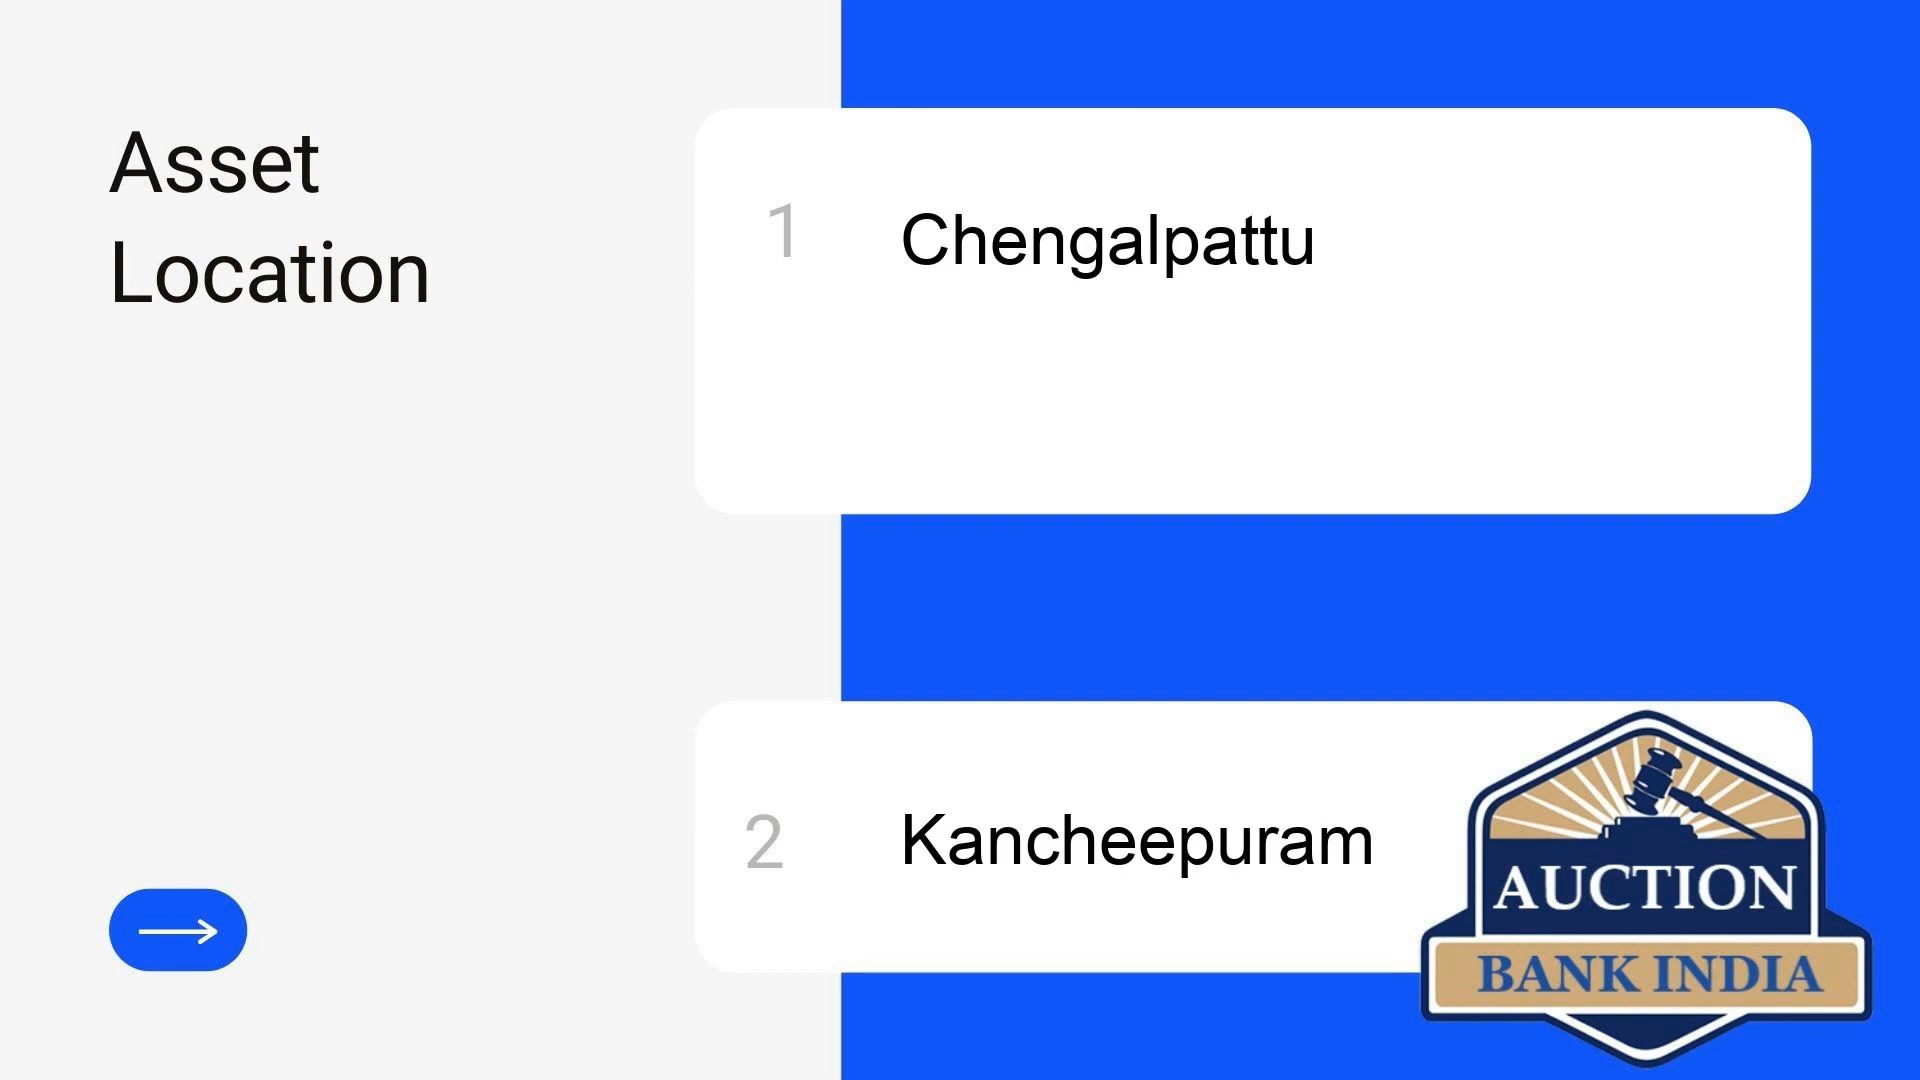 Asset
Location
1
Chengalpattu
2
Kancheepuram
AUCTION
BANK INDIA